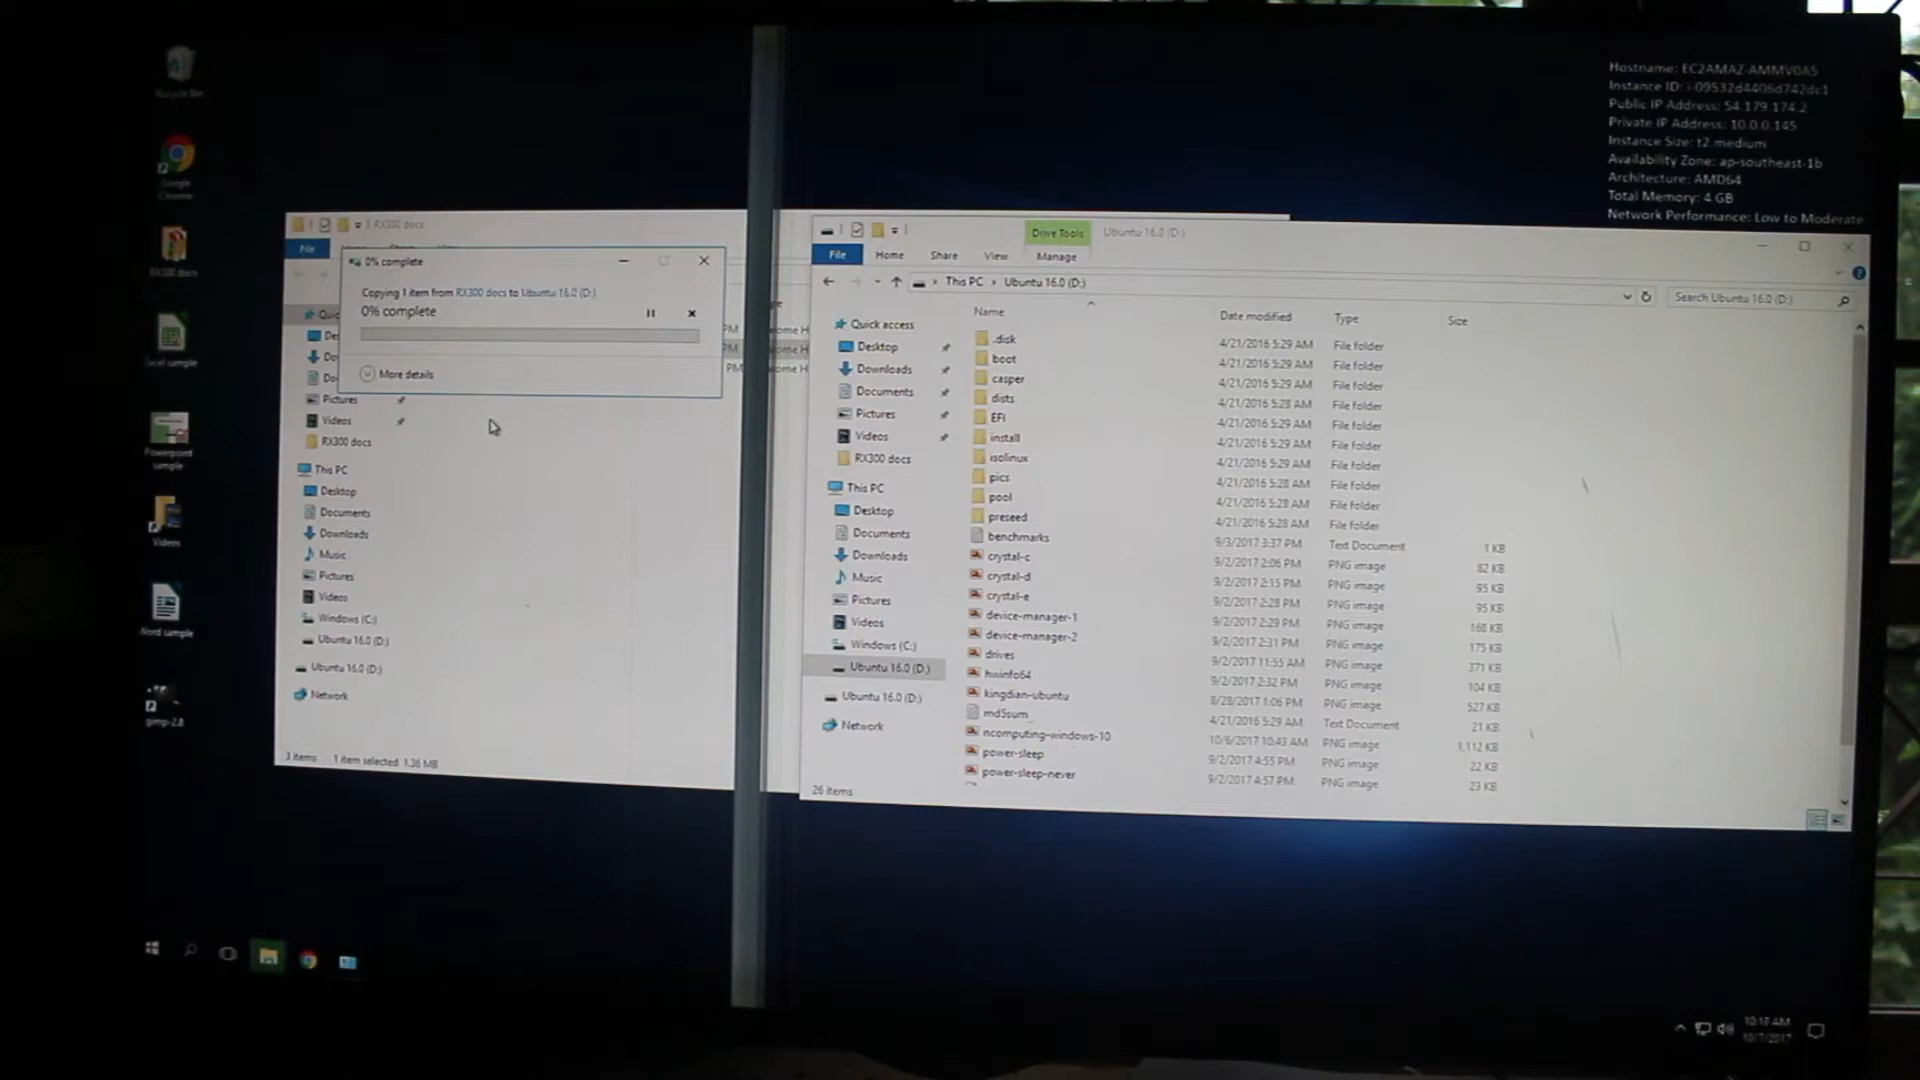 Recycle Bin
Google
Chrome
RX300 docs
Excel sample
Powerpoint
sample
Videos
Word sample
gimp-2.8
Hostname: EC2AMAZ-AMMV0A5
Instance ID: i-09532d4406d742dc1
Public IP Address: 54.179.174.2
Private IP Address: 10.0.0.145
Instance Size: t2.medium
Availability Zone: ap-southeast-1b
Architecture: AMD64
Total Memory: 4 GB
Network Performance: Low to Moderate
RX300 docs
File
0% complete
Copying 1 item from RX300 docs to Ubuntu 16.0 (D:)
0% complete
More details
Pictures
Videos
RX300 docs
This PC
Desktop
Documents
Downloads
Music
Pictures
Videos
Windows (C:)
Ubuntu 16.0 (D:)
Ubuntu 16.0 (D:)
Network
3 items 1 item selected 1.36 MB
Drive Tools Ubuntu 16.0 (D:)
File Home Share View Manage
This PC > Ubuntu 16.0 (D:) Search Ubuntu 16.0 (D:)
Quick access
Desktop
Downloads
Documents
Pictures
Videos
RX300 docs
This PC
Desktop
Documents
Downloads
Music
Pictures
Videos
Windows (C:)
Ubuntu 16.0 (D:)
Ubuntu 16.0 (D:)
Network
Name Date modified Type Size
.disk 4/21/2016 5:29 AM File folder
boot 4/21/2016 5:29 AM File folder
casper 4/21/2016 5:29 AM File folder
dists 4/21/2016 5:28 AM File folder
EFI 4/21/2016 5:29 AM File folder
install 4/21/2016 5:29 AM File folder
isolinux 4/21/2016 5:29 AM File folder
pics 4/21/2016 5:28 AM File folder
pool 4/21/2016 5:28 AM File folder
preseed 4/21/2016 5:28 AM File folder
benchmarks 9/3/2017 3:37 PM Text Document 1 KB
crystal-c 9/2/2017 2:06 PM PNG image 82 KB
crystal-d 9/2/2017 2:15 PM PNG image 95 KB
crystal-e 9/2/2017 2:28 PM PNG image 95 KB
device-manager-1 9/2/2017 2:29 PM PNG image 168 KB
device-manager-2 9/2/2017 2:31 PM PNG image 175 KB
drives 9/2/2017 11:55 AM PNG image 371 KB
hwinfo64 9/2/2017 2:32 PM PNG image 104 KB
kingdian-ubuntu 8/28/2017 1:06 PM PNG image 527 KB
md5sum 4/21/2016 5:29 AM Text Document 21 KB
ncomputing-windows-10 10/6/2017 10:43 AM PNG image 1,112 KB
power-sleep 9/2/2017 4:55 PM PNG image 22 KB
power-sleep-never 9/2/2017 4:57 PM PNG image 23 KB
26 items
10:18 AM
10/7/2017